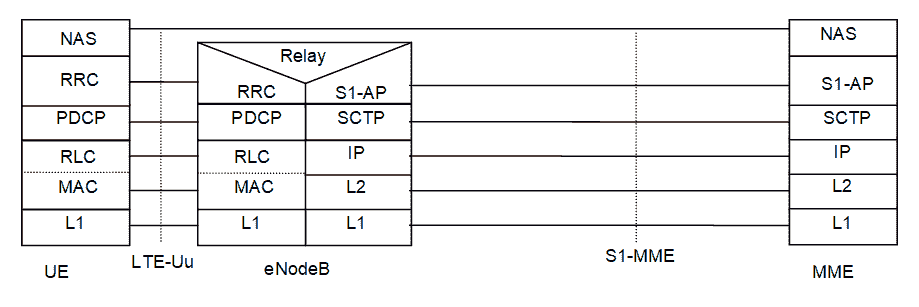 NAS NAS
Relay
RRC RRC S1-AP S1-AP
PDCP PDCP SCTP SCTP
RLC RLC IP IP
MAC MAC L2 L2
L1 L1 L1 L1
UE LTE-Uu eNodeB S1-MME MME